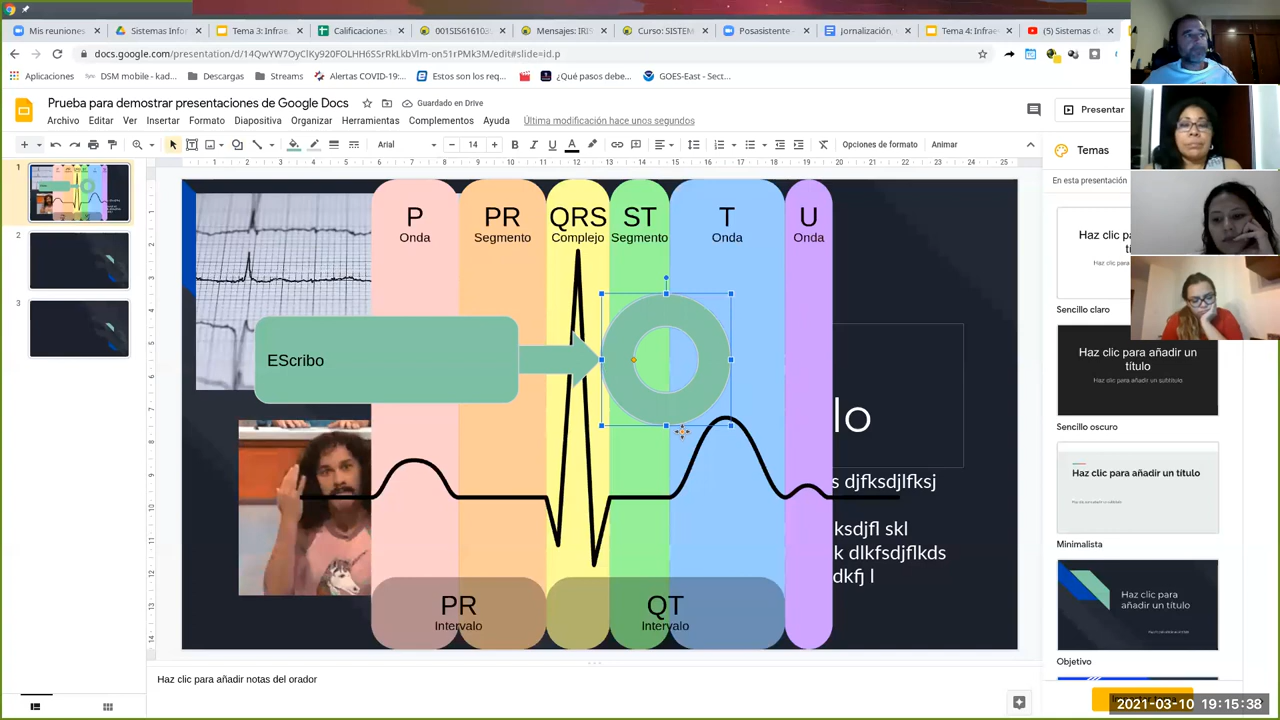 Mis reuniones
Sistemas Infor
Tema 3: Infrae
Calificaciones
001SIS61610:
Mensajes: IRIS
Curso: SISTEM
Posasistente -
Jornalización,
Tema 4: Infrae
(5) Sistemas d
docs.google.com
Aplicaciones
DSM mobile - kad...
Descargas
Streams
Alertas COVID-19:...
Estos son los req...
¿Qué pasos debe...
GOES-East - Sect...
Prueba para demostrar presentaciones de Google Docs
Guardado en Drive
Presentar
Archivo
Editar
Ver
Insertar
Formato
Diapositiva
Organizar
Herramientas
Complementos
Ayuda
Última modificación hace unos segundos
Arial
14
Opciones de formato
Animar
Temas
En esta presentación
1
2
3
P
Onda
PR
Segmento
QRS
Complejo
ST
Segmento
T
Onda
U
Onda
EScribo
lo
s djfksdjlfksj
ksdjfl skl
k dlkfsdjflkds
dkfj l
PR
Intervalo
QT
Intervalo
Sencillo claro
Haz clic para añadir un
título
Haz clic para añadir un subtítulo
Sencillo oscuro
Haz clic para añadir un título
Minimalista
Haz clic para
añadir un título
Objetivo
Haz clic para añadir notas del orador
2021-03-10 19:15:38